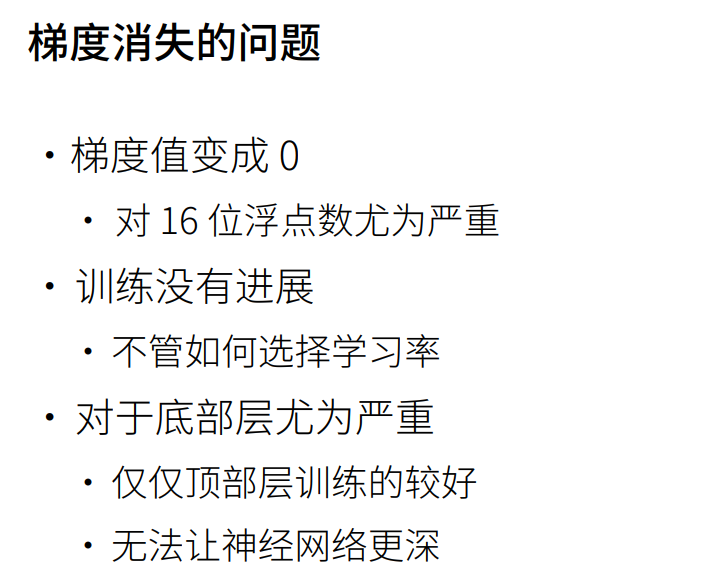 梯度消失的问题
• 梯度值变成 0
• 对 16 位浮点数尤为严重
• 训练没有进展
• 不管如何选择学习率
• 对于底部层尤为严重
• 仅仅顶部层训练的较好
• 无法让神经网络更深